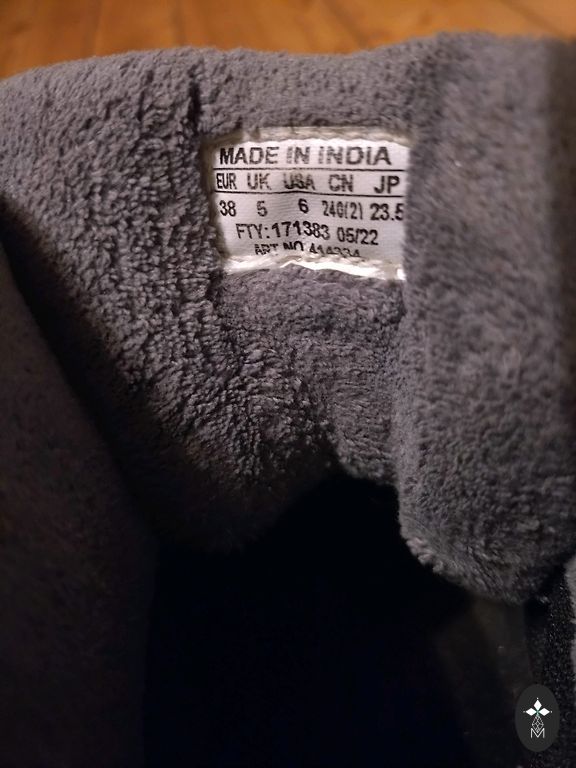 MADE IN INDIA
EUR UK USA CN JP
38 5 6 240(2) 23.5
FTY: 171383 05/22
ART NO 414334
M